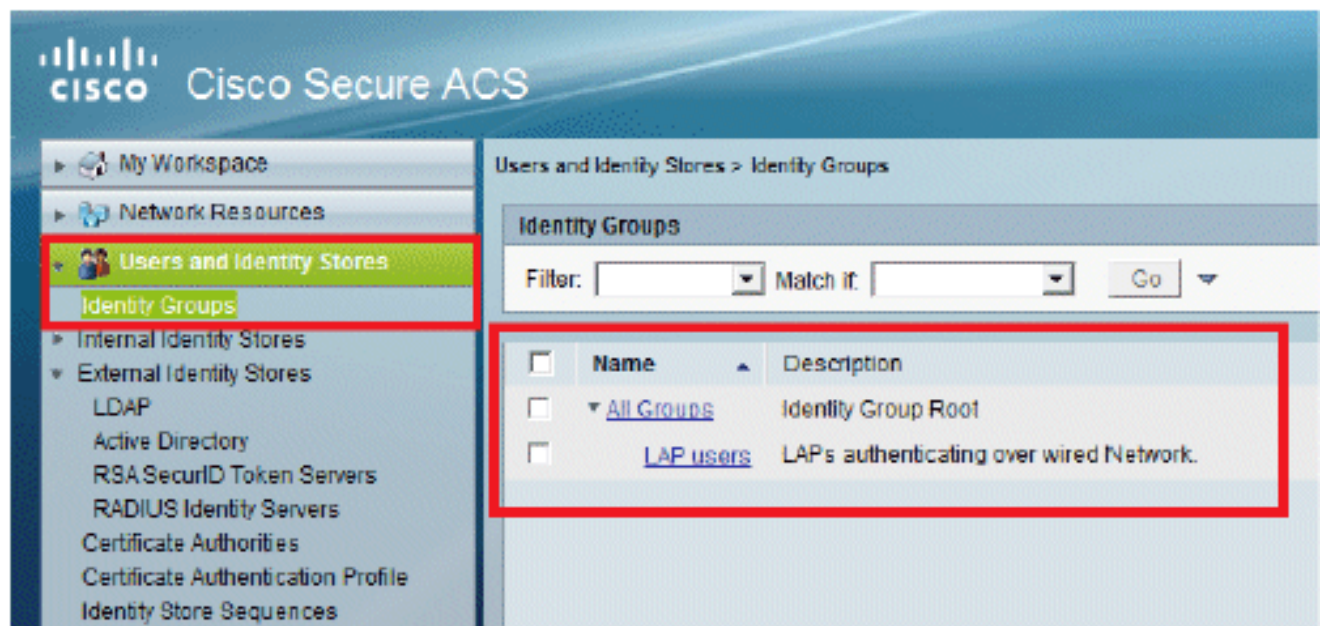 cisco Cisco Secure ACS
My Workspace
Network Resources
Users and Identity Stores
Identity Groups
Internal Identity Stores
External Identity Stores
LDAP
Active Directory
RSA SecurID Token Servers
RADIUS Identity Servers
Certificate Authorities
Certificate Authentication Profile
Identity Store Sequences
Users and Identity Stores > Identity Groups
Identity Groups
Filter: Match if: Go
Name Description
All Groups Identity Group Root
LAP users LAPs authenticating over wired Network.